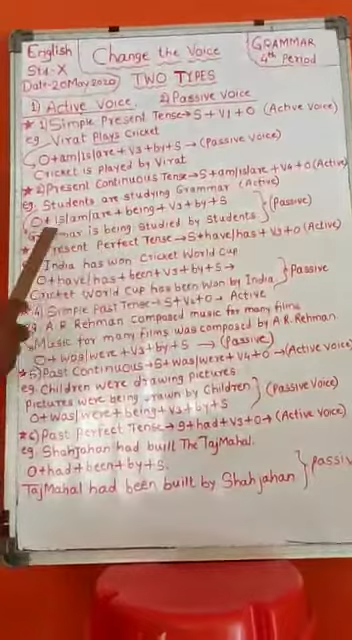 English
Std-X
Date-20May2020
Change the Voice
TWO TYPES
GRAMMAR
4th Period
1) Active Voice. 2) Passive Voice
* 1) Simple Present Tense → S+V1+O (Active Voice)
eg. Virat Plays Cricket
O+am/is/are+V3+by+S → (Passive Voice)
Cricket is played by Virat
* 2) Present Continuous Tense → S+am/is/are+V4+O (Active)
eg. Students are studying Grammar (Active)
O+is/am/are+being+V3+by+S } (Passive)
Grammar is being Studied by Students
Present Perfect Tense → S+have/has+V3+O (Active)
India has won Cricket World Cup
O+have/has+been+V3+by+S →
Cricket World Cup has been Won by India } Passive
* 4) Simple Past Tense → S+V2+O → Active
eg. A R Rehman composed music for many films
Music for many films was composed by A.R. Rehman
O+was/were+V3+by+S → (Passive)
* 5) Past Continuous → S+was/were+V4+O → (Active Voice)
eg. Children were drawing pictures
Pictures were being drawn by Children } (Passive Voice)
O+was/were+being+V3+by+S
* 6) Past Perfect Tense → S+had+V3+O → (Active Voice)
eg. Shahjahan had built The TajMahal.
O+had+been+by+S.
TajMahal had been built by Shahjahan } Passiv